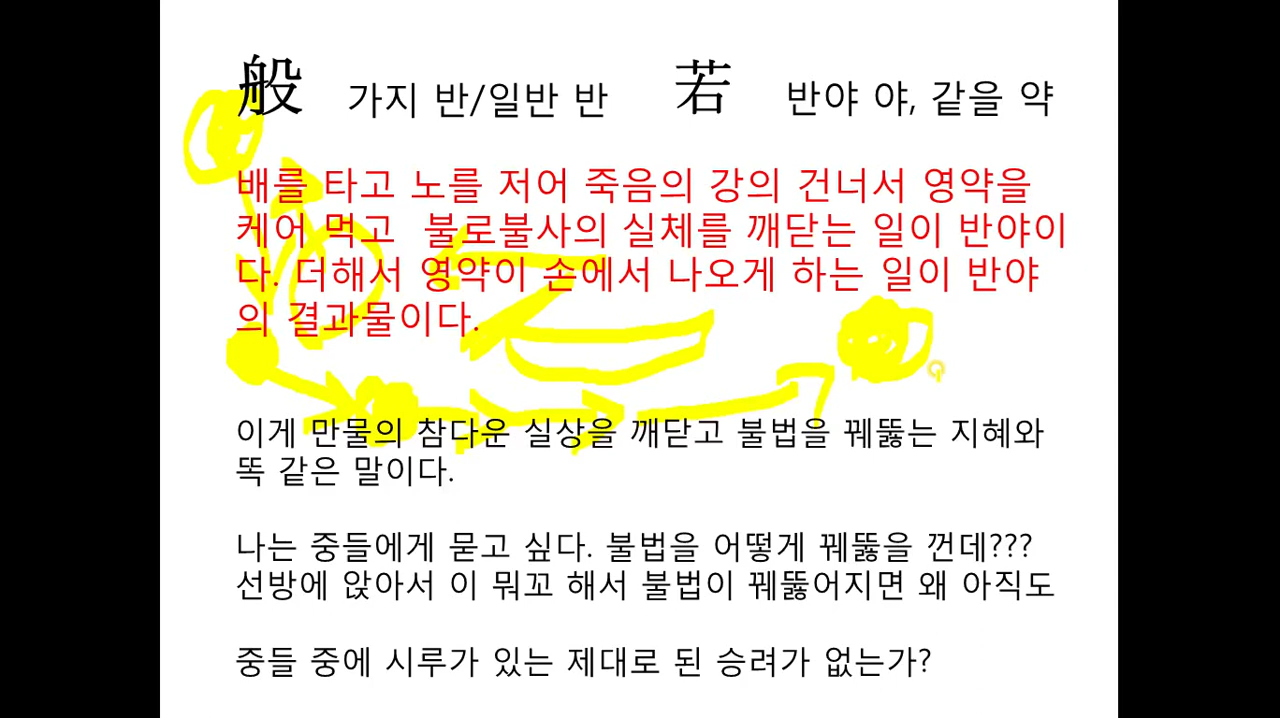 般 가지 반/일반 반 若 반야 야, 같을 약
배를 타고 노를 저어 죽음의 강의 건너서 영약을
케어 먹고 불로불사의 실체를 깨닫는 일이 반야이
다. 더해서 영약이 손에서 나오게 하는 일이 반야
의 결과물이다.
이게 만물의 참다운 실상을 깨닫고 불법을 꿰뚫는 지혜와
똑 같은 말이다.
나는 중들에게 묻고 싶다. 불법을 어떻게 꿰뚫을 껀데???
선방에 앉아서 이 뭐꼬 해서 불법이 꿰뚫어지면 왜 아직도
중들 중에 시루가 있는 제대로 된 승려가 없는가?